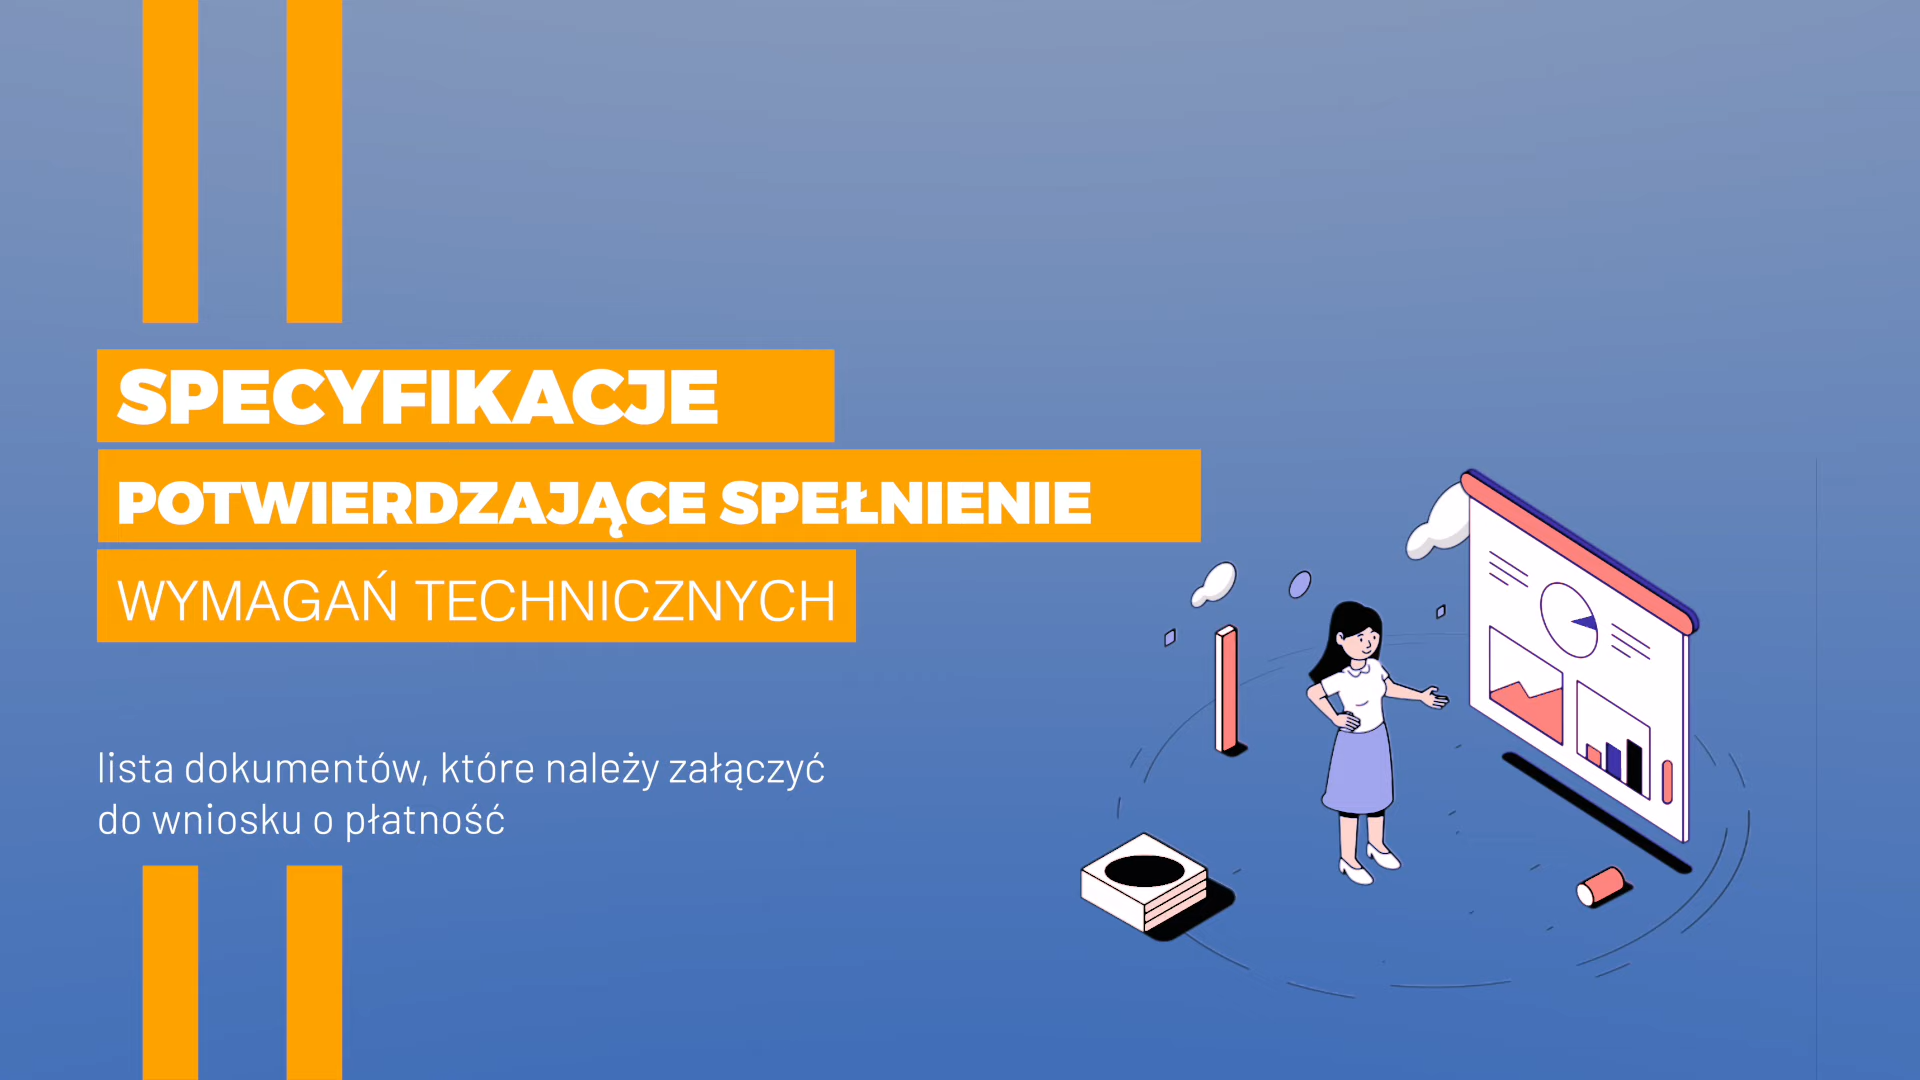 SPECYFIKACJE
POTWIERDZAJĄCE SPEŁNIENIE
WYMAGAŃ TECHNICZNYCH
lista dokumentów, które należy załączyć
do wniosku o płatność